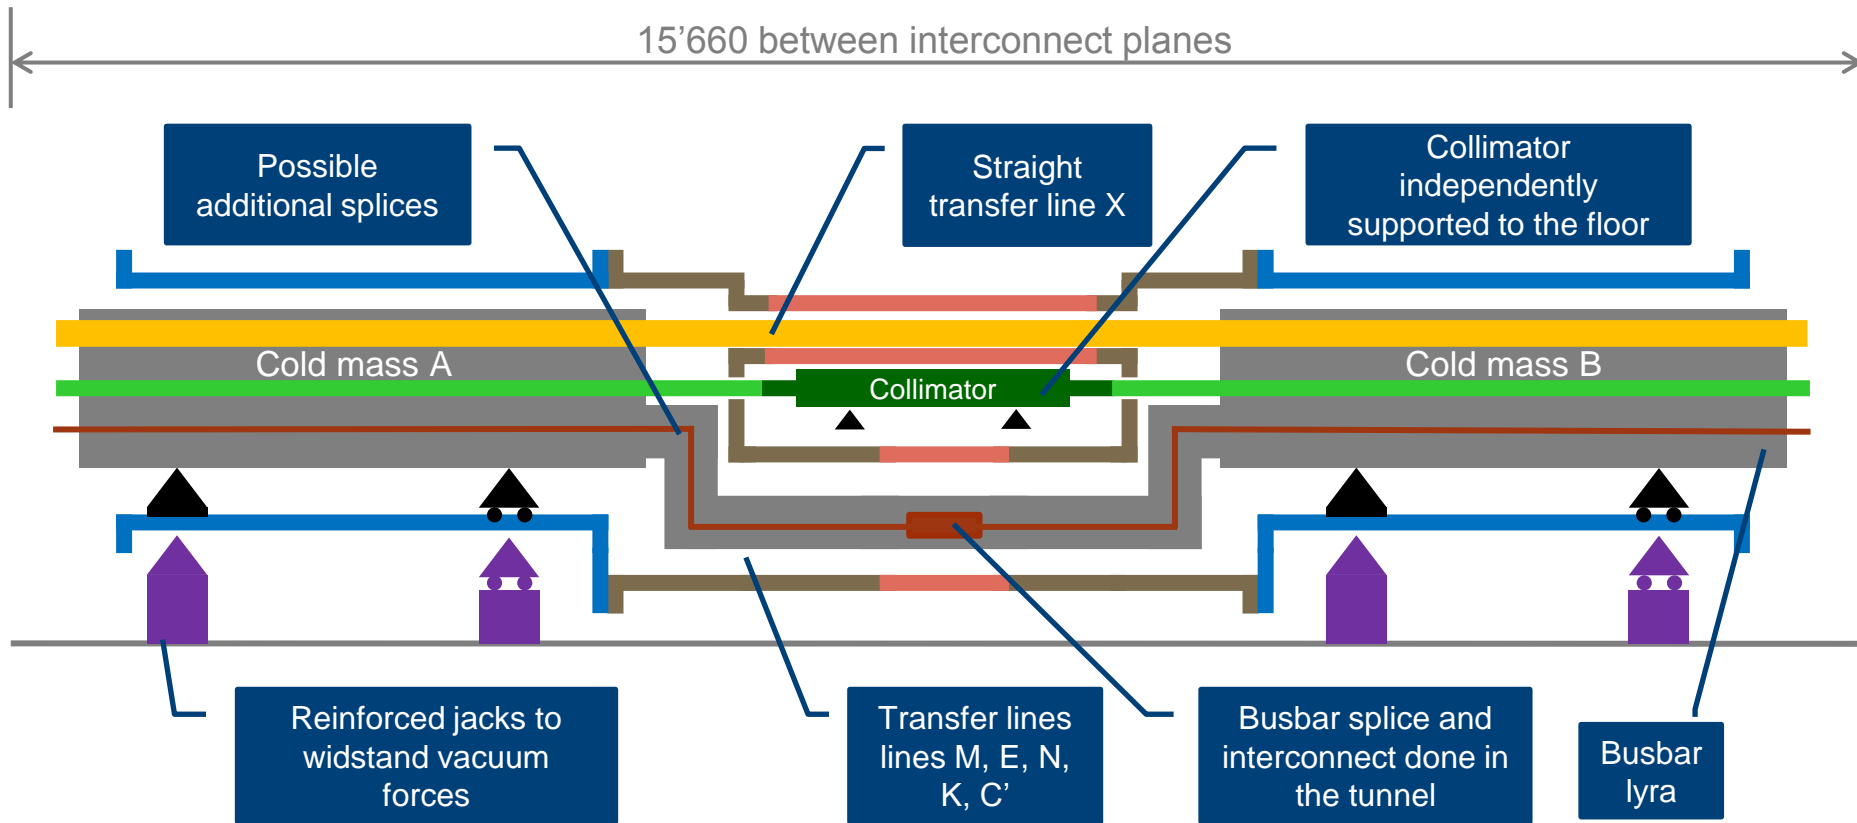 15’660 between interconnect planes
Possible
additional splices
Straight
transfer line X
Collimator
independently
supported to the floor
Cold mass A
Cold mass B
Collimator
Reinforced jacks to
widstand vacuum
forces
Transfer lines
lines M, E, N,
K, C’
Busbar splice and
interconnect done in
the tunnel
Busbar
lyra